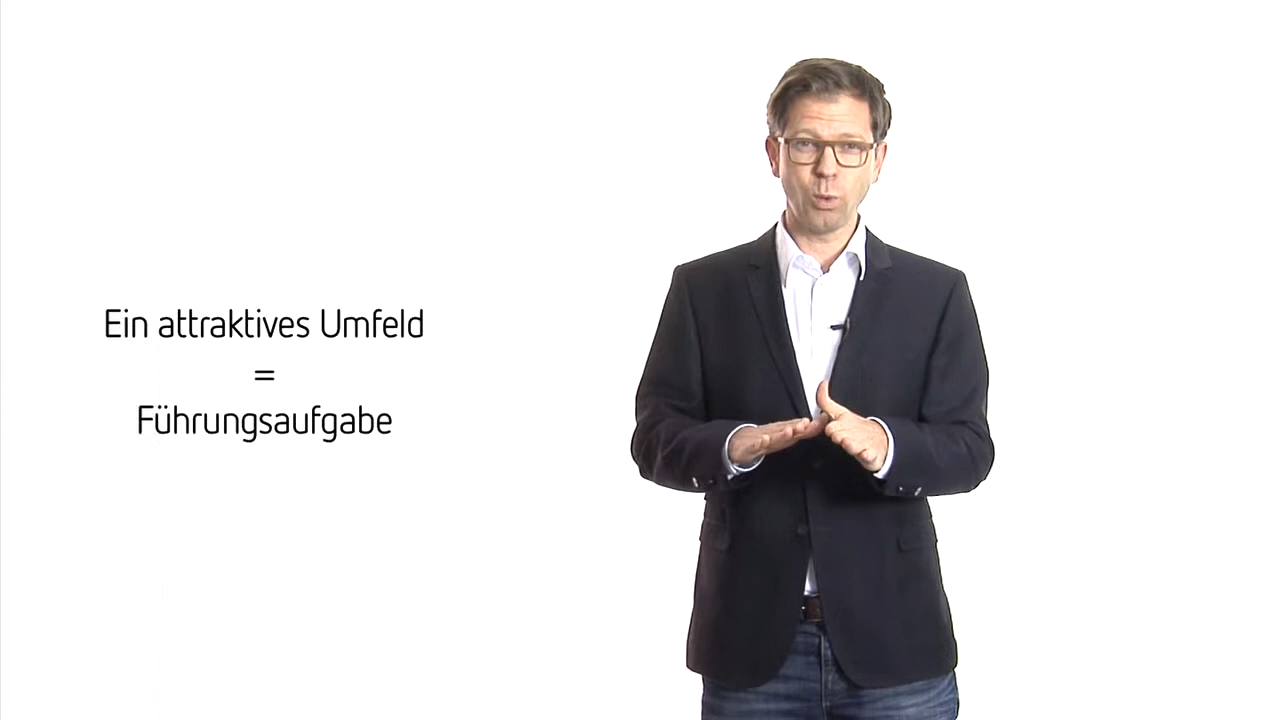 Ein attraktives Umfeld
=
Führungsaufgabe